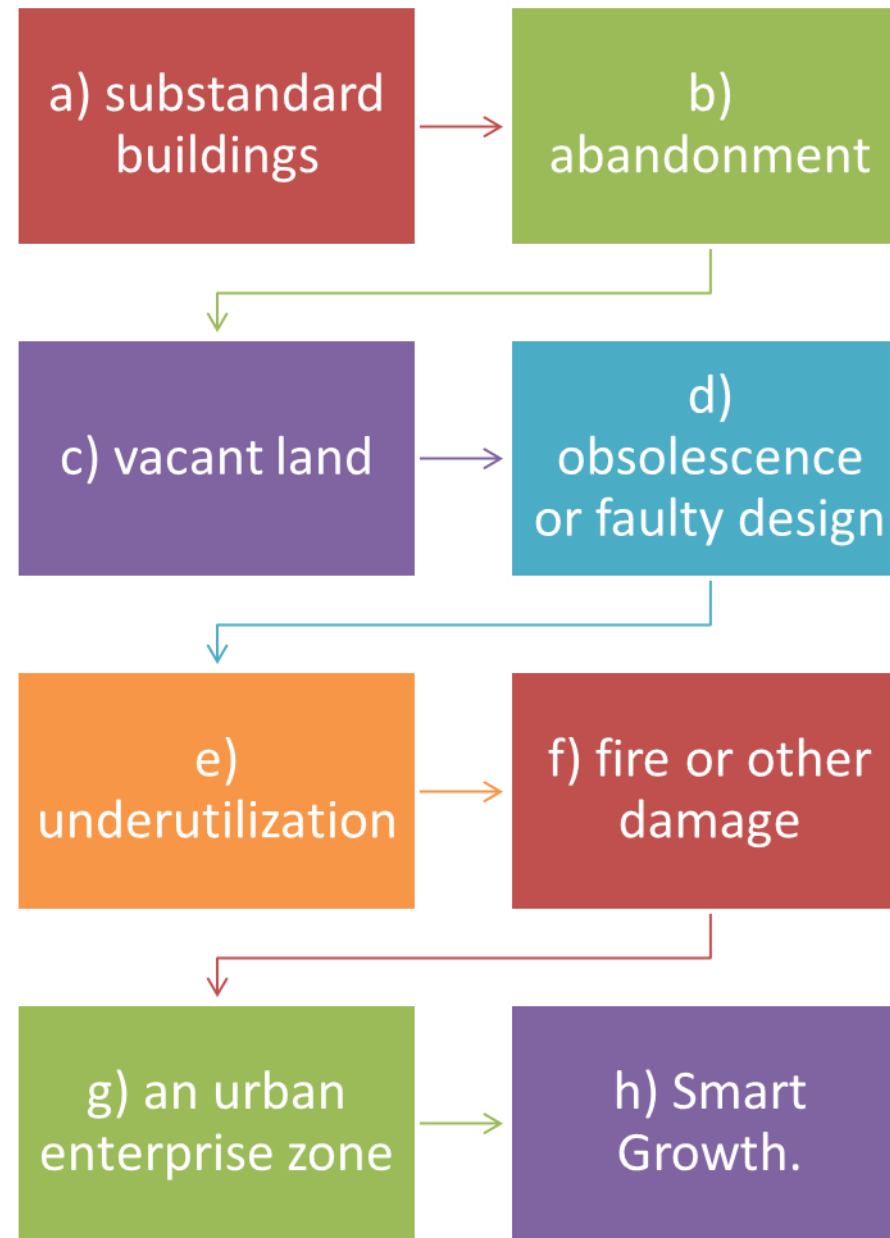 a) substandard
buildings
b)
abandonment
c) vacant land
d)
obsolescence
or faulty design
e)
underutilization
f) fire or other
damage
g) an urban
enterprise zone
h) Smart
Growth.